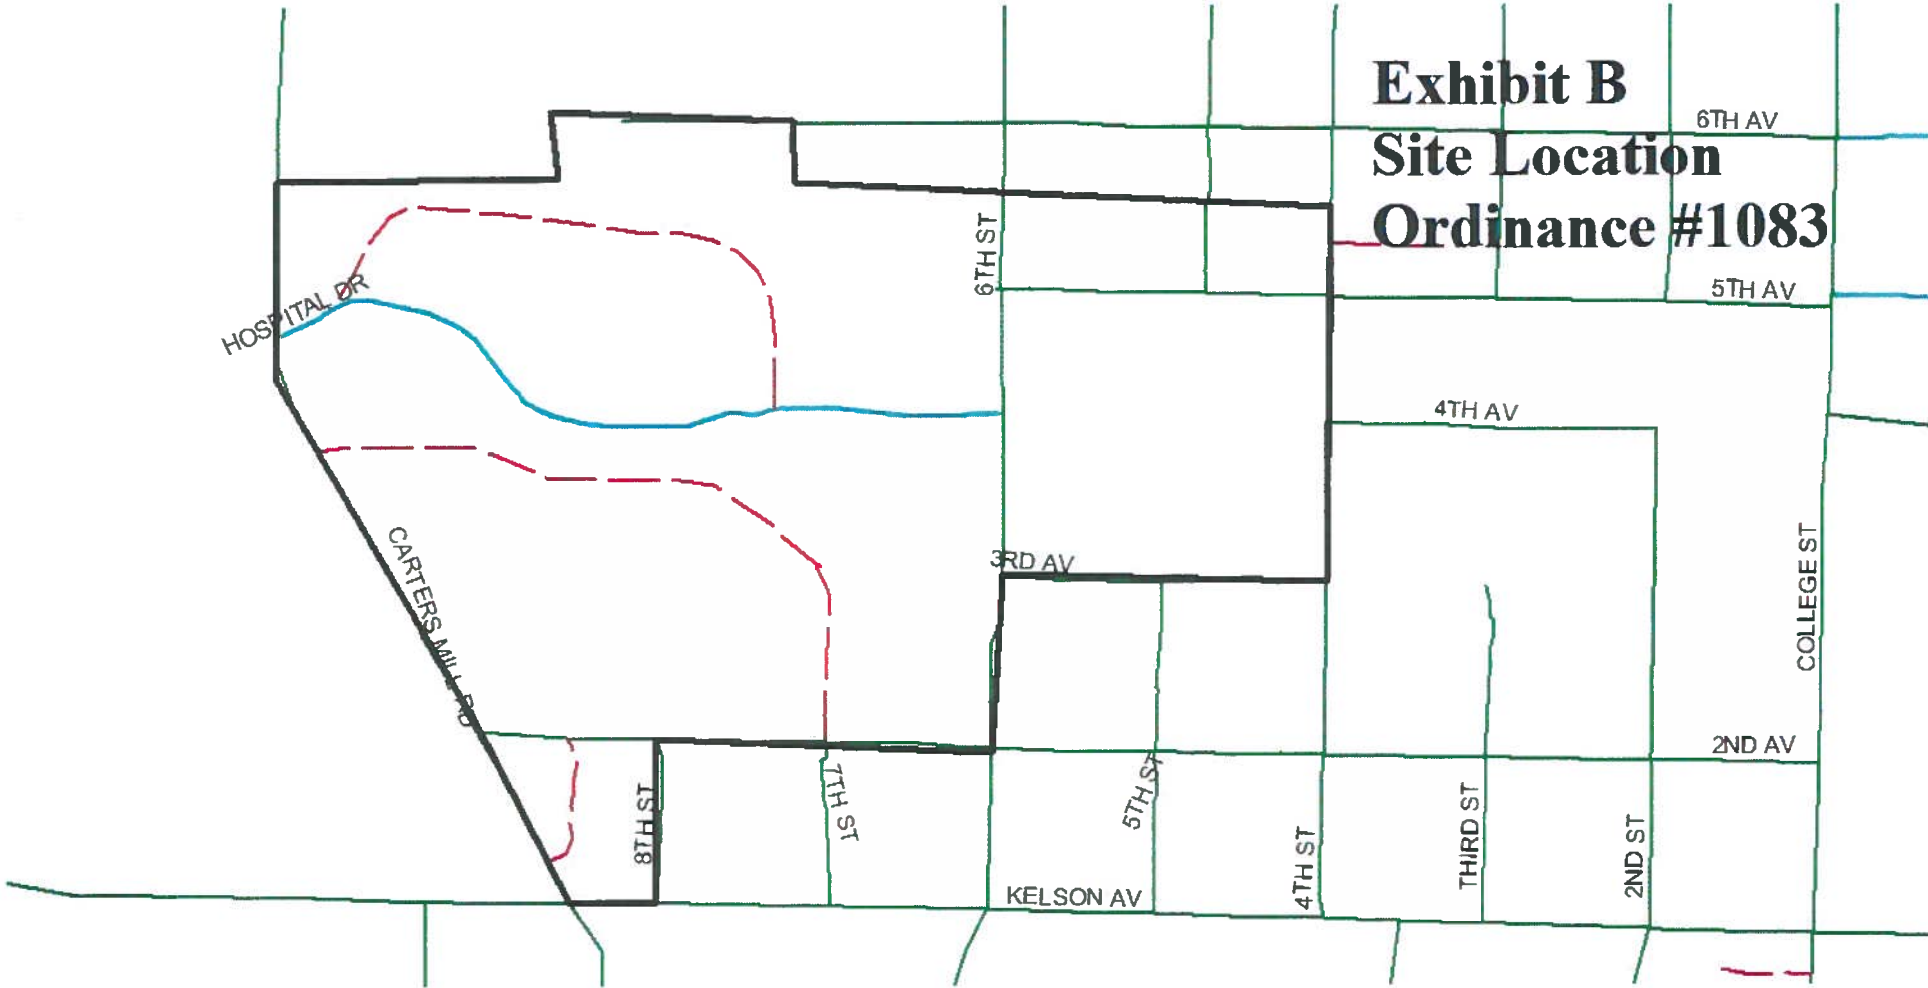 Exhibit B
Site Location
Ordinance #1083
6TH AV
6TH ST
5TH AV
HOSPITAL DR
4TH AV
3RD AV
CARTERS MILL RD
COLLEGE ST
2ND AV
8TH ST
7TH ST
5TH ST
4TH ST
THIRD ST
2ND ST
KELSON AV